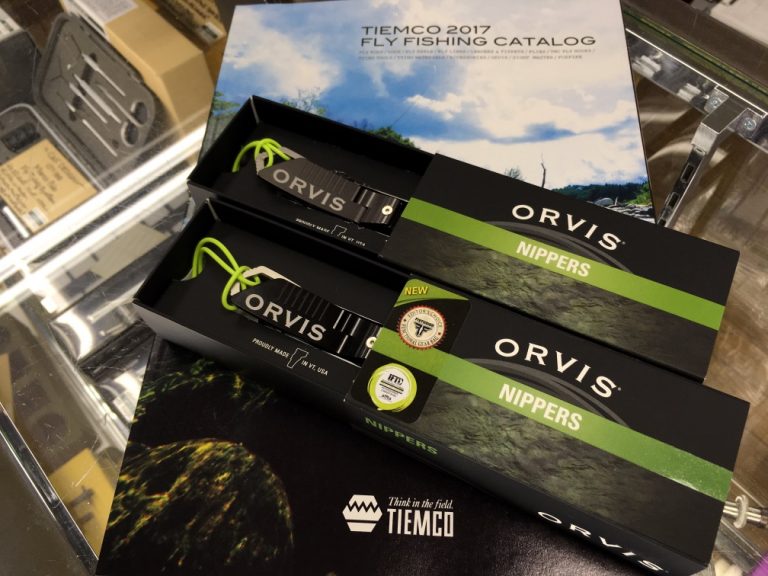 TIEMCO 2017
FLY FISHING CATALOG
ORVIS
PROUDLY MADE IN VT, USA
ORVIS®
NIPPERS
ORVIS
PROUDLY MADE IN VT, USA
NEW
IFTC
ORVIS®
NIPPERS
NIPPERS
ORVIS
Think in the field.
TIEMCO